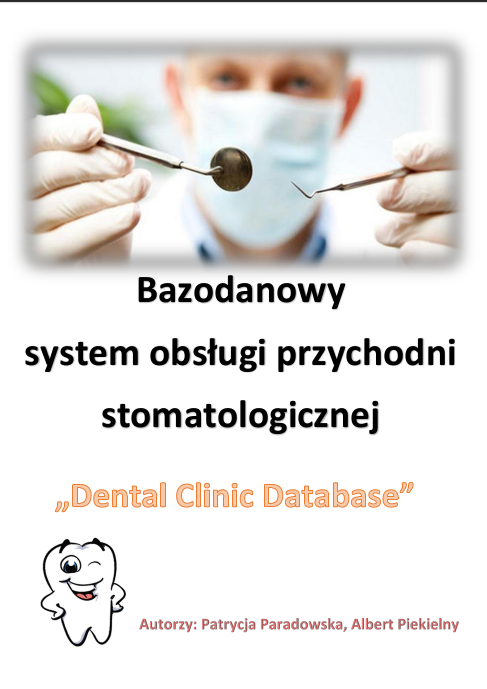 Bazodanowy
system obsługi przychodni
stomatologicznej
„Dental Clinic Database”
Autorzy: Patrycja Paradowska, Albert Piekielny